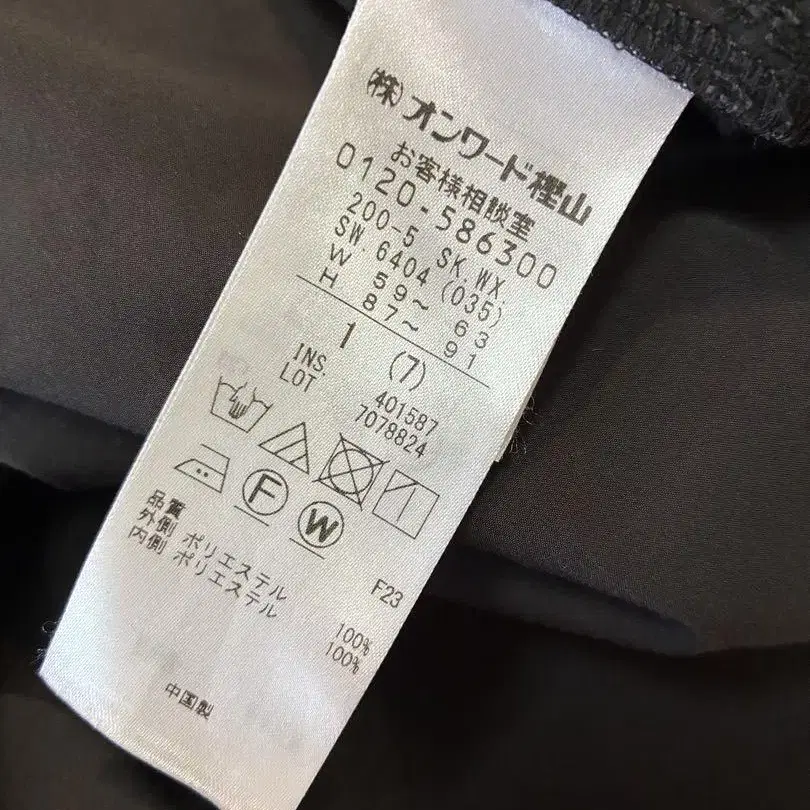 (株)オンワード樫山
お客様相談室
0120-586300
200-5 SK.WX.
SW.6404(035)
W 59～ 63
H 87～ 91
1 (7)
INS. 401587
LOT 7078824
F W
品質 F23
外側 ポリエステル 100%
内側 ポリエステル 100%
中国製